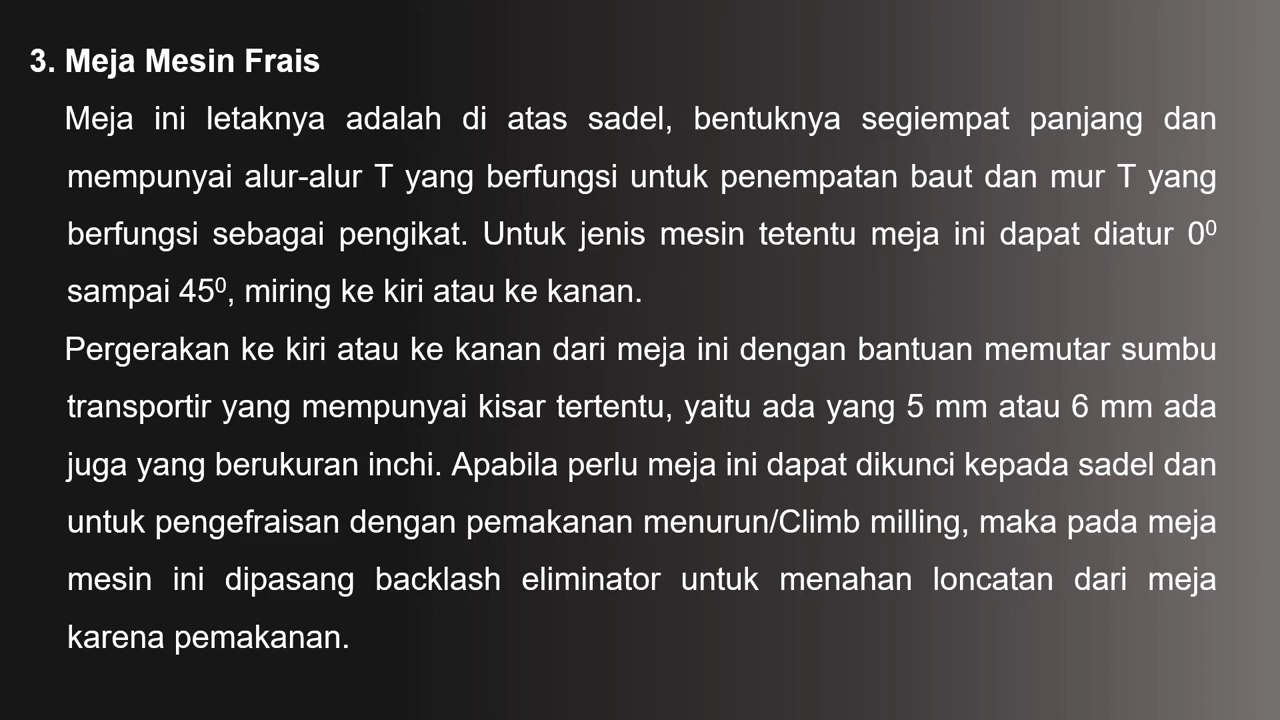 3. Meja Mesin Frais
Meja ini letaknya adalah di atas sadel, bentuknya segiempat panjang dan
mempunyai alur-alur T yang berfungsi untuk penempatan baut dan mur T yang
berfungsi sebagai pengikat. Untuk jenis mesin tetentu meja ini dapat diatur 0⁰
sampai 45⁰, miring ke kiri atau ke kanan.
Pergerakan ke kiri atau ke kanan dari meja ini dengan bantuan memutar sumbu
transportir yang mempunyai kisar tertentu, yaitu ada yang 5 mm atau 6 mm ada
juga yang berukuran inchi. Apabila perlu meja ini dapat dikunci kepada sadel dan
untuk pengefraisan dengan pemakanan menurun/Climb milling, maka pada meja
mesin ini dipasang backlash eliminator untuk menahan loncatan dari meja
karena pemakanan.